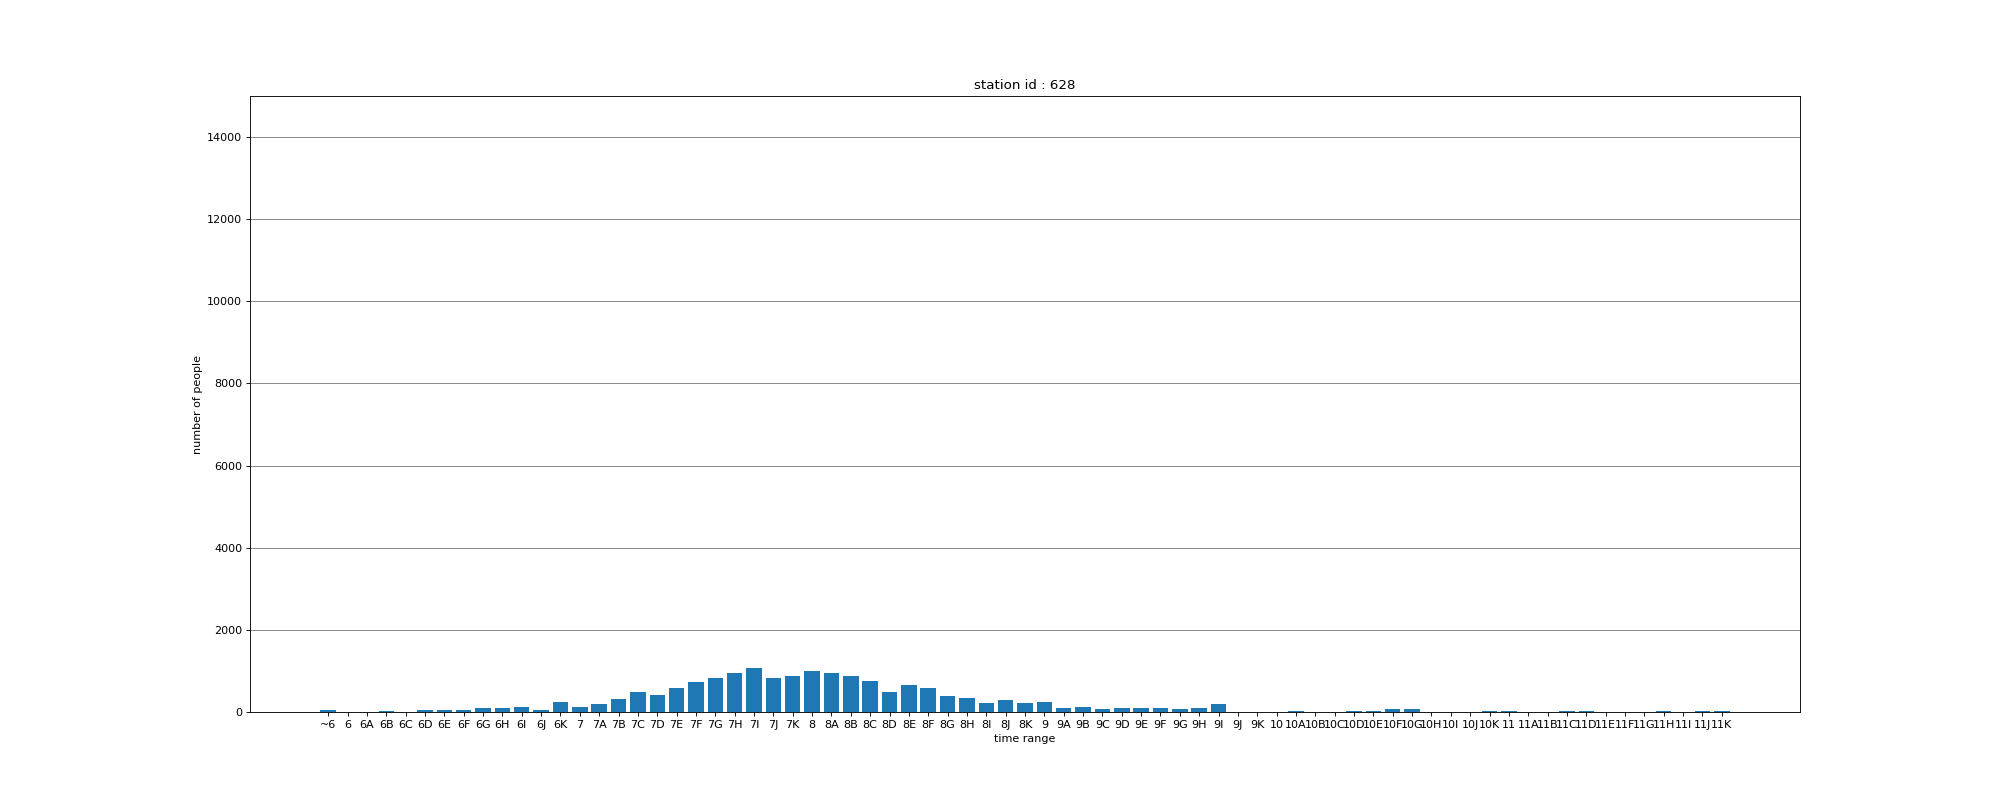 station id : 628
14000
12000
10000
8000
6000
4000
2000
0
number of people
~6 6 6A 6B 6C 6D 6E 6F 6G 6H 6I 6J 6K 7 7A 7B 7C 7D 7E 7F 7G 7H 7I 7J 7K 8 8A 8B 8C 8D 8E 8F 8G 8H 8I 8J 8K 9 9A 9B 9C 9D 9E 9F 9G 9H 9I 9J 9K 10 10A 10B 10C 10D 10E 10F 10G 10H 10I 10J 10K 11 11A 11B 11C 11D 11E 11F 11G 11H 11I 11J 11K
time range